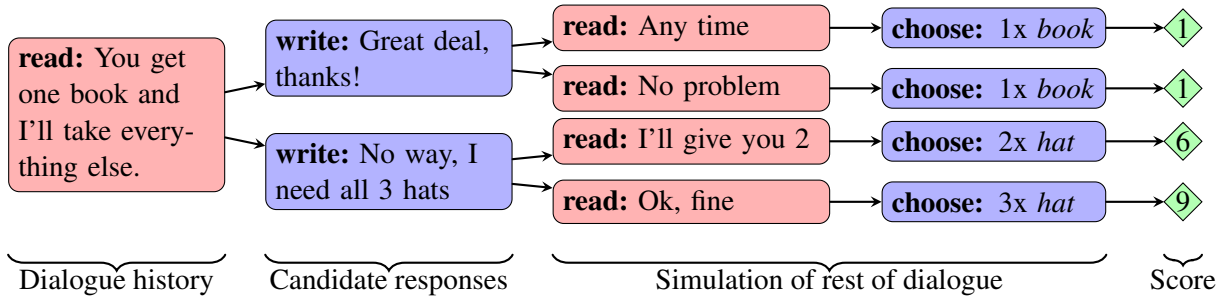 read: You get
one book and
I'll take every-
thing else.
write: Great deal,
thanks!
write: No way, I
need all 3 hats
read: Any time
choose: 1x book
1
read: No problem
choose: 1x book
1
read: I'll give you 2
choose: 2x hat
6
read: Ok, fine
choose: 3x hat
9
Dialogue history
Candidate responses
Simulation of rest of dialogue
Score